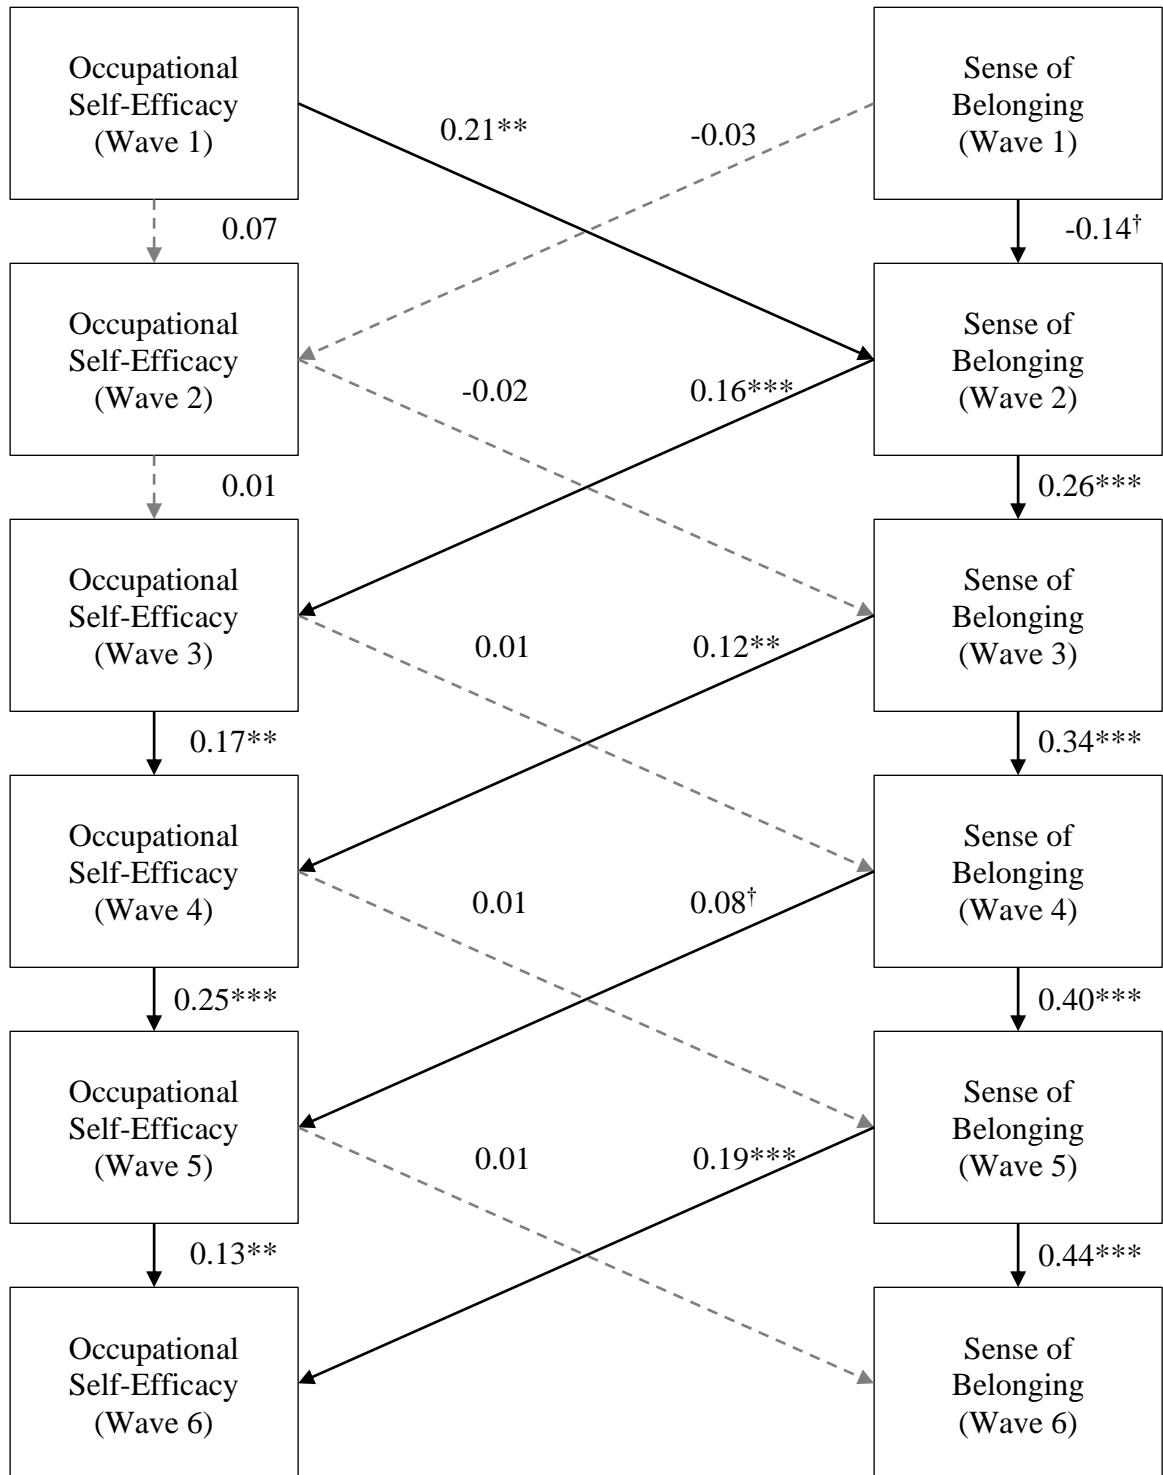 Occupational
Self-Efficacy
(Wave 1)
Sense of
Belonging
(Wave 1)
0.21**
-0.03
0.07
-0.14†
Occupational
Self-Efficacy
(Wave 2)
Sense of
Belonging
(Wave 2)
-0.02
0.16***
0.01
0.26***
Occupational
Self-Efficacy
(Wave 3)
Sense of
Belonging
(Wave 3)
0.01
0.12**
0.17**
0.34***
Occupational
Self-Efficacy
(Wave 4)
Sense of
Belonging
(Wave 4)
0.01
0.08†
0.25***
0.40***
Occupational
Self-Efficacy
(Wave 5)
Sense of
Belonging
(Wave 5)
0.01
0.19***
0.13**
0.44***
Occupational
Self-Efficacy
(Wave 6)
Sense of
Belonging
(Wave 6)